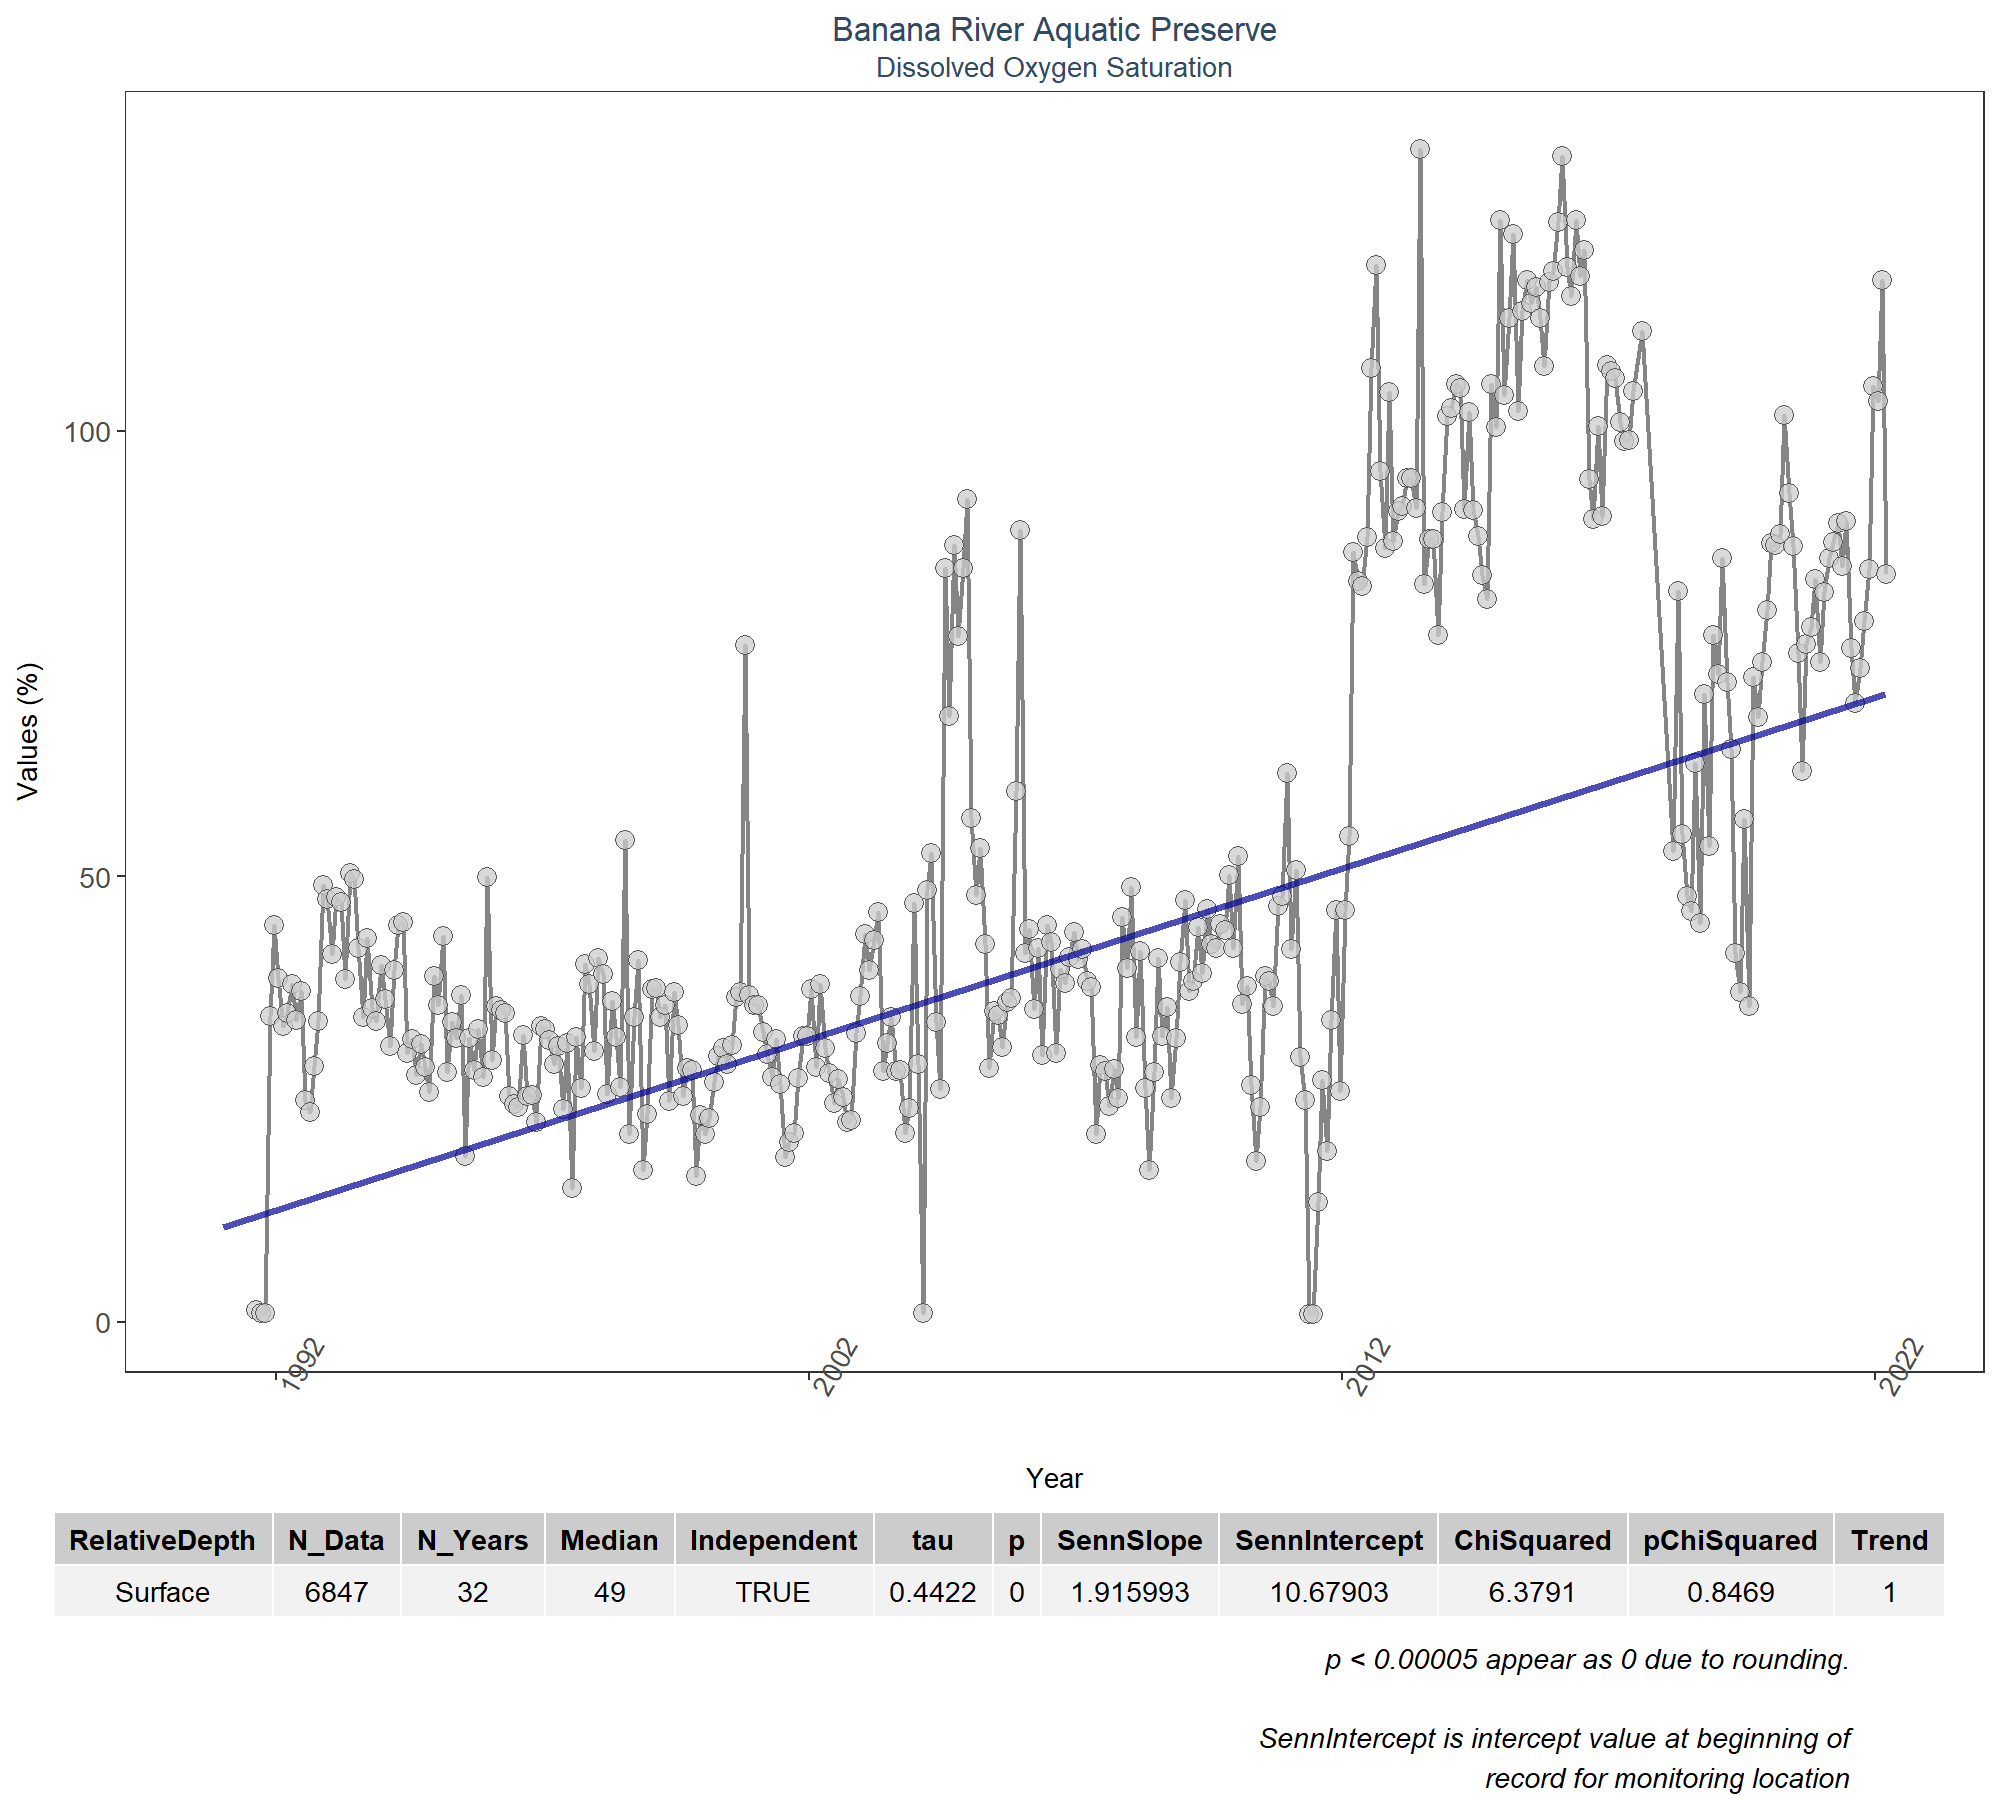 Banana River Aquatic Preserve
Dissolved Oxygen Saturation
Values (%)
100
50
0
1992 2002 2012 2022
Year
RelativeDepth N_Data N_Years Median Independent tau p SennSlope SennIntercept ChiSquared pChiSquared Trend
Surface 6847 32 49 TRUE 0.4422 0 1.915993 10.67903 6.3791 0.8469 1
p < 0.00005 appear as 0 due to rounding.
SennIntercept is intercept value at beginning of
record for monitoring location